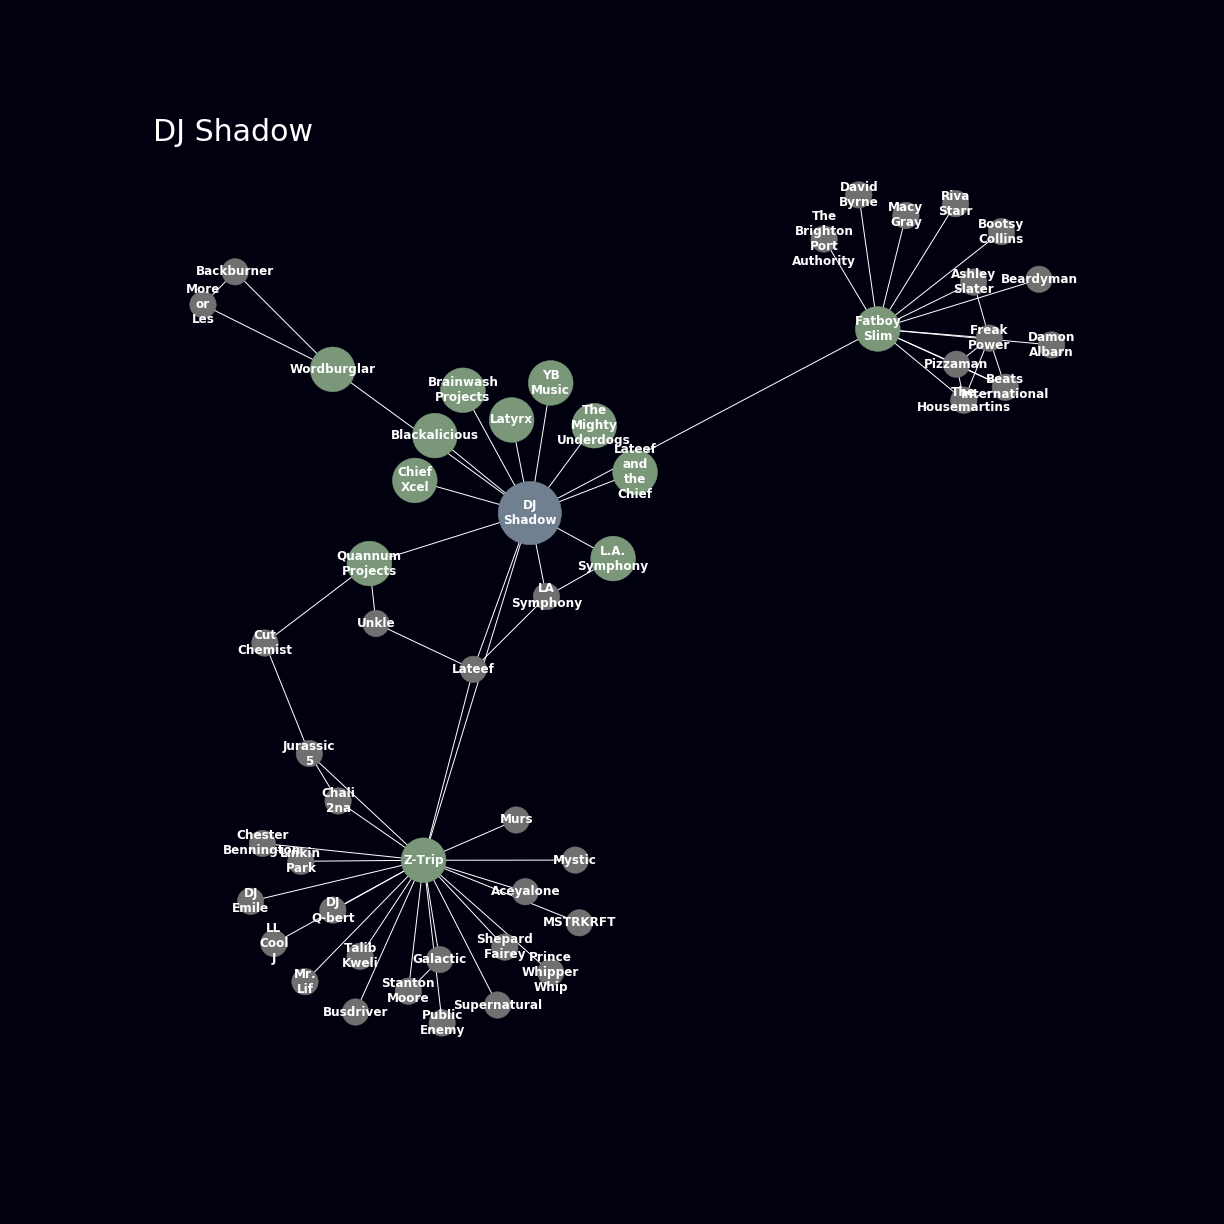 DJ Shadow
David
Byrne
Macy
Gray
Riva
Starr
The
Brighton
Port
Authority
Bootsy
Collins
Backburner
More
or
Les
Ashley
Slater
Beardyman
Fatboy
Slim
Freak
Power
Damon
Albarn
Pizzaman
Beats
International
The
Housemartins
Wordburglar
Brainwash
Projects
YB
Music
Latyrx
The
Mighty
Underdogs
Blackalicious
Lateef
and
the
Chief
Chief
Xcel
DJ
Shadow
L.A.
Symphony
Quannum
Projects
LA
Symphony
Unkle
Cut
Chemist
Lateef
Jurassic
5
Chali
2na
Murs
Chester
Bennington
Linkin
Park
Z-Trip
Mystic
DJ
Emile
DJ
Q-bert
Aceyalone
MSTRKRFT
LL
Cool
J
Talib
Kweli
Galactic
Shepard
Fairey
Prince
Whipper
Whip
Mr.
Lif
Stanton
Moore
Busdriver
Public
Enemy
Supernatural